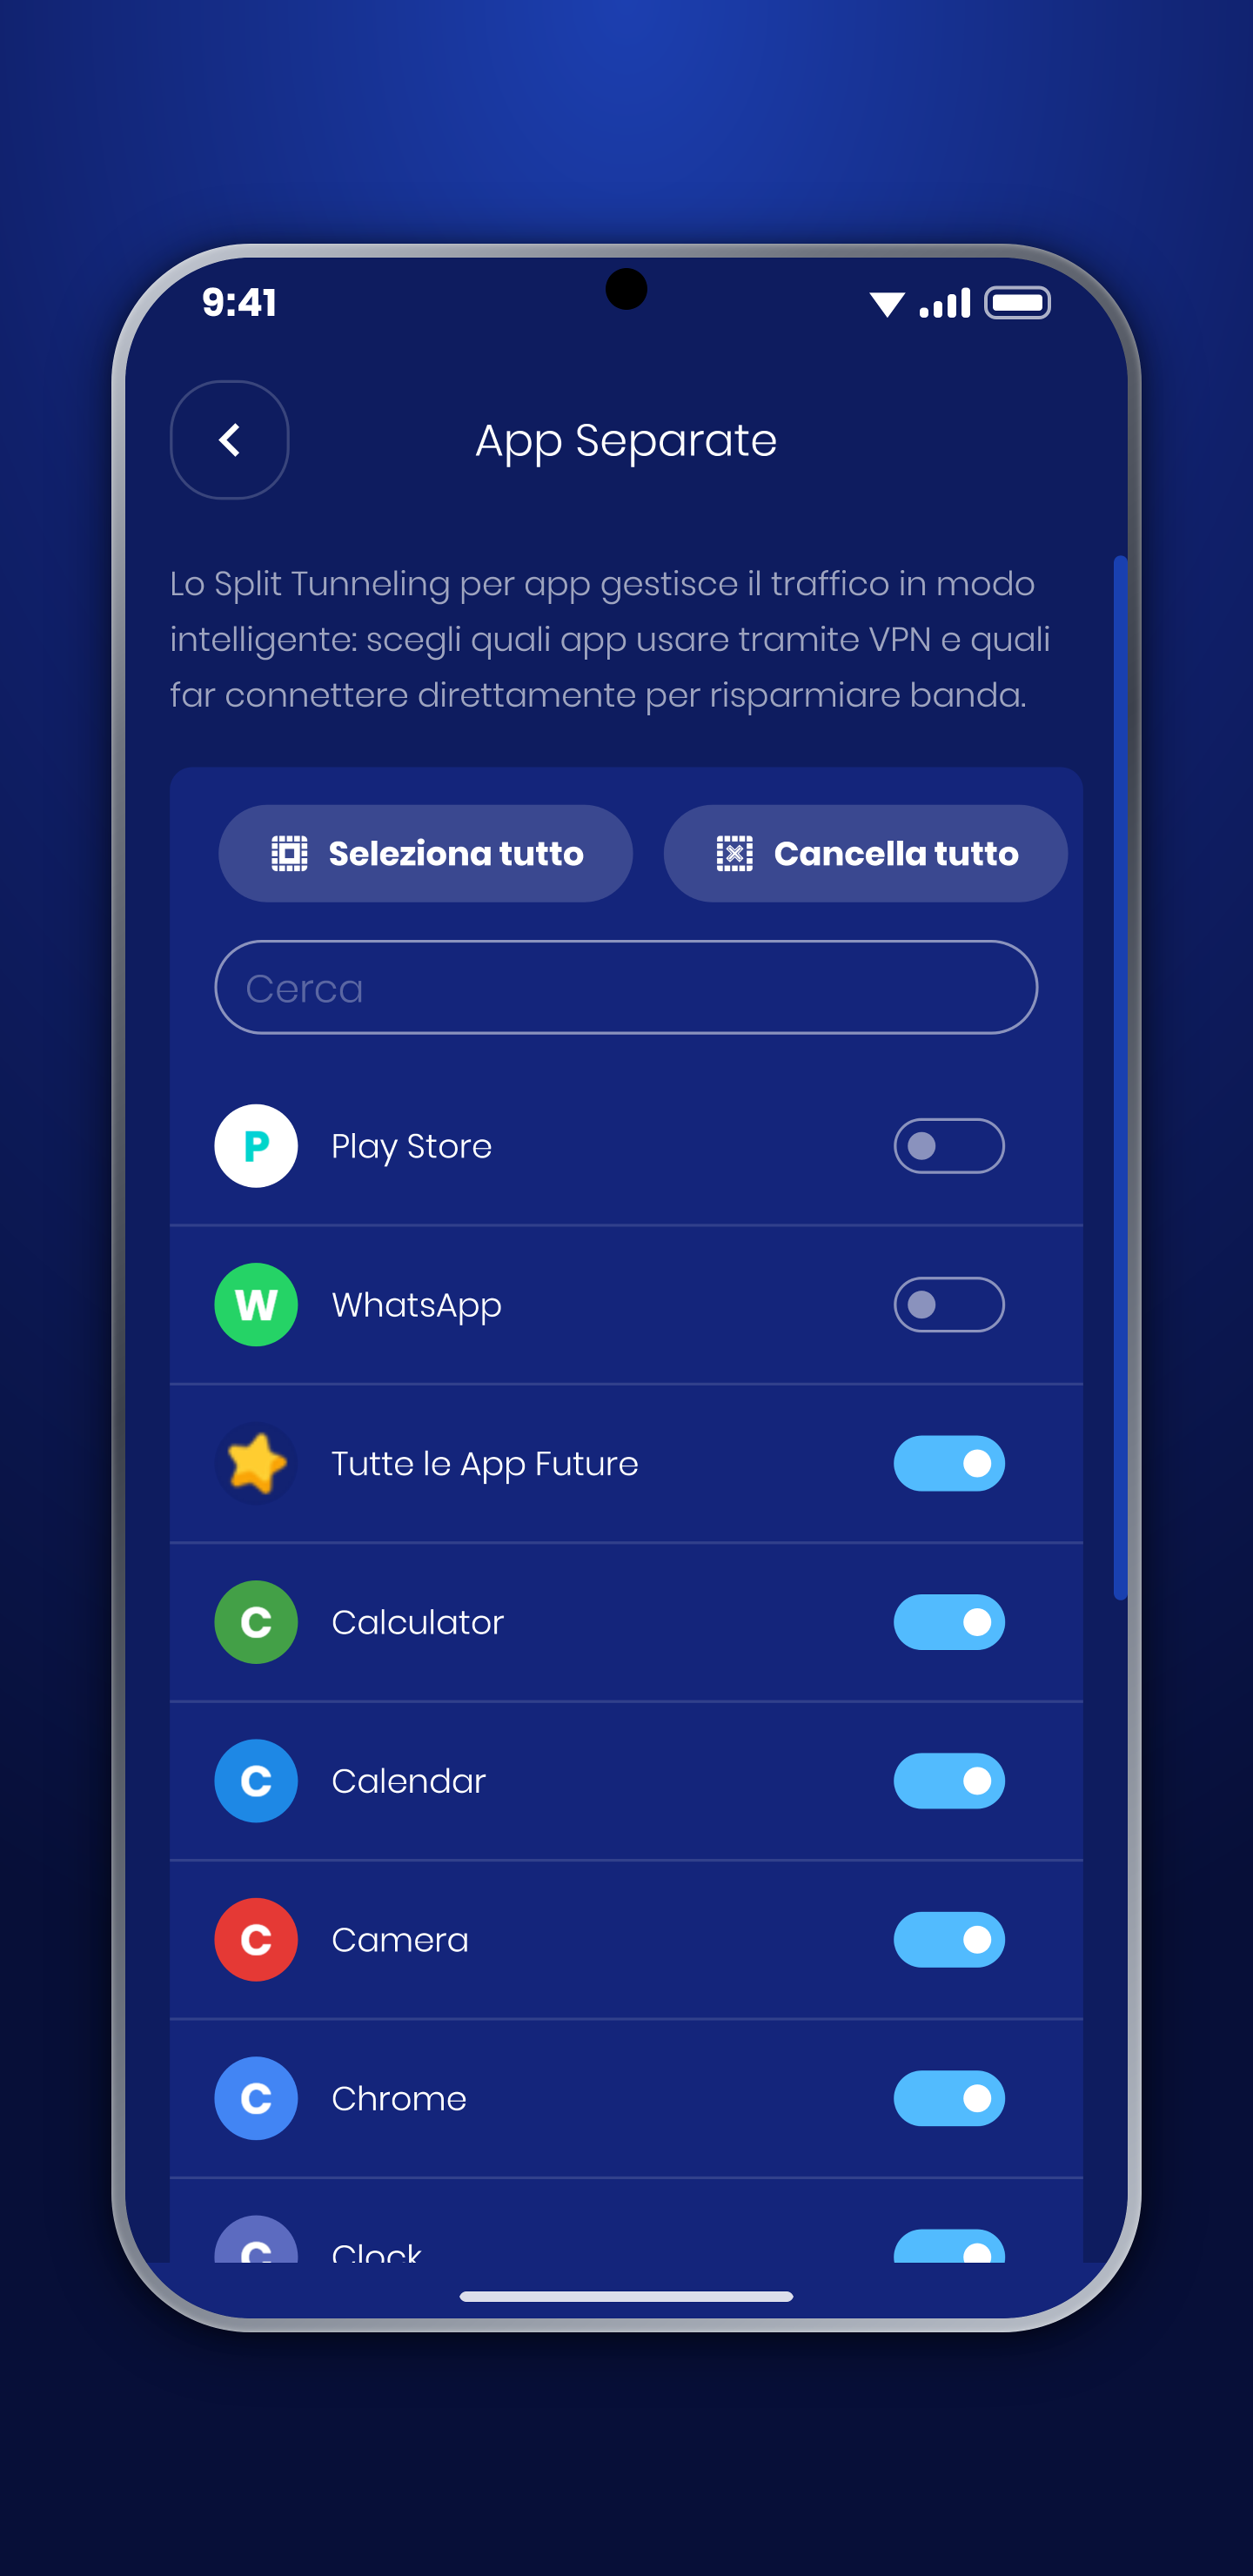 9:41
App Separate
Lo Split Tunneling per app gestisce il traffico in modo
intelligente: scegli quali app usare tramite VPN e quali
far connettere direttamente per risparmiare banda.
Seleziona tutto
Cancella tutto
Cerca
P Play Store
W WhatsApp
Tutte le App Future
C Calculator
C Calendar
C Camera
C Chrome
C Clock